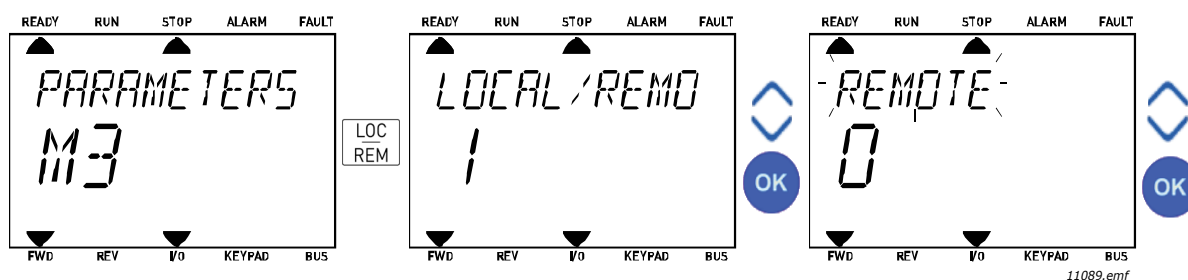 READY RUN STOP ALARM FAULT
PARAMETERS
M3
FWD REV I/O KEYPAD BUS
LOC
REM
READY RUN STOP ALARM FAULT
LOCAL/REMO
1
FWD REV I/O KEYPAD BUS
OK
READY RUN STOP ALARM FAULT
REMOTE
0
FWD REV I/O KEYPAD BUS
OK
11089.emf